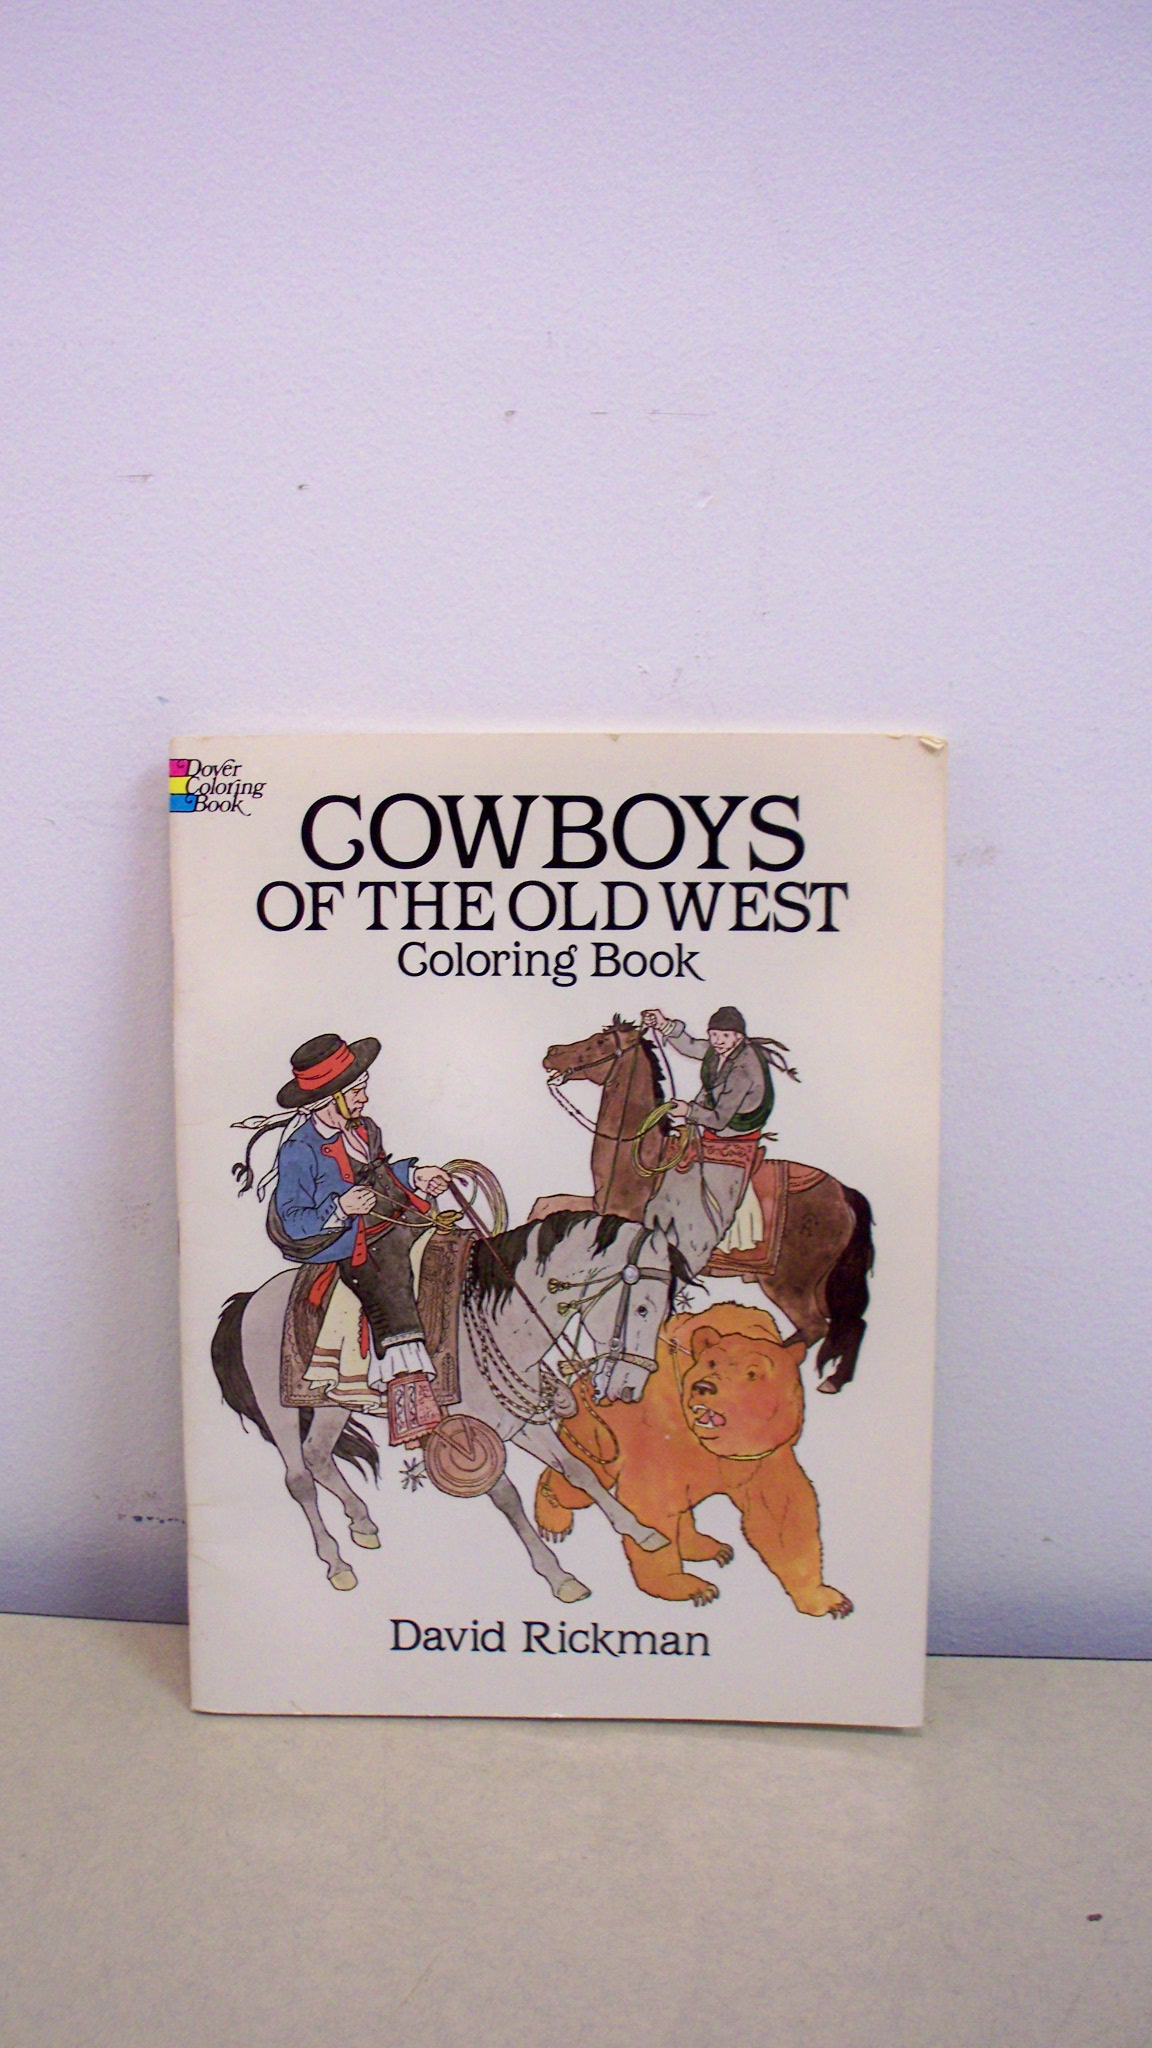 Dover
Coloring
Book
COWBOYS
OF THE OLD WEST
Coloring Book
David Rickman